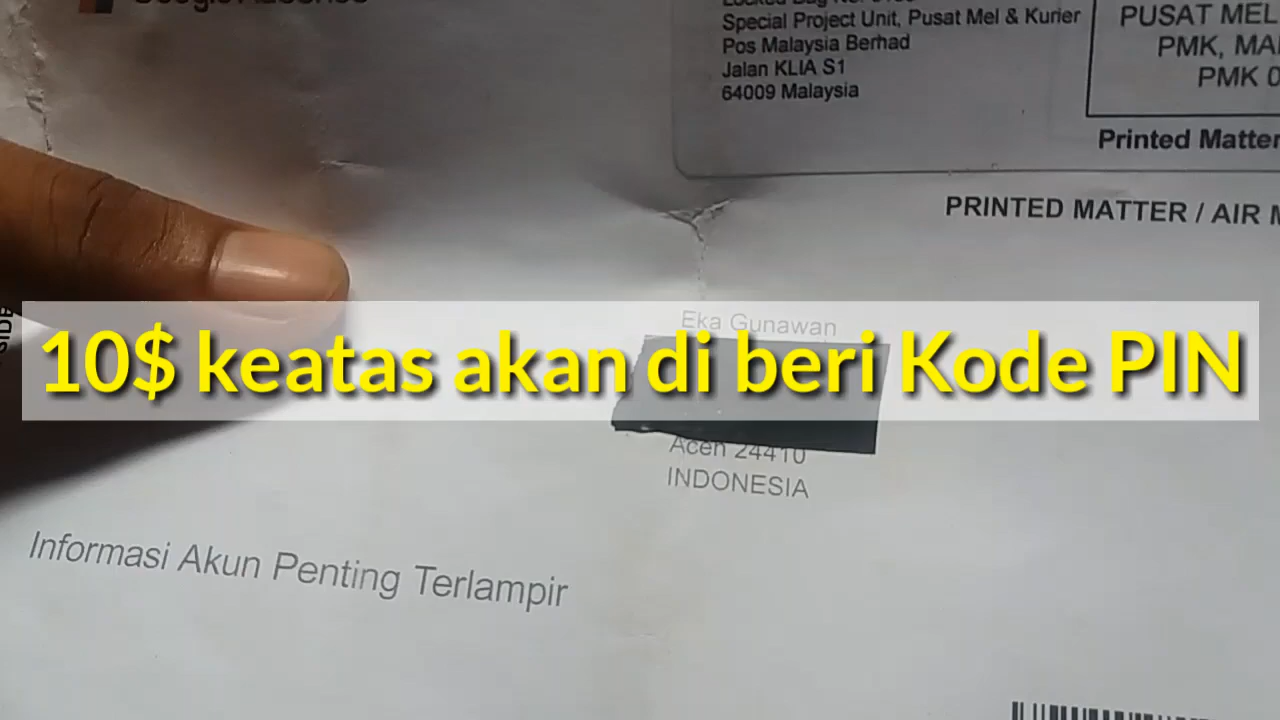 Special Project Unit, Pusat Mel & Kurier
Pos Malaysia Berhad
Jalan KLIA S1
64009 Malaysia
PUSAT MEL
PMK, MA
PMK 0
Printed Matter
PRINTED MATTER / AIR M
Eka Gunawan
10$ keatas akan di beri Kode PIN
Aceh 24410
INDONESIA
Informasi Akun Penting Terlampir